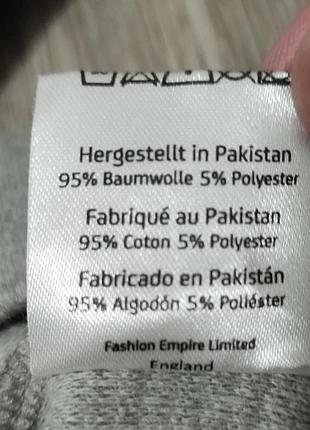 Hergestellt in Pakistan
95% Baumwolle 5% Polyester
Fabriqué au Pakistan
95% Coton 5% Polyester
Fabricado en Pakistán
95% Algodón 5% Poliéster
Fashion Empire Limited
England